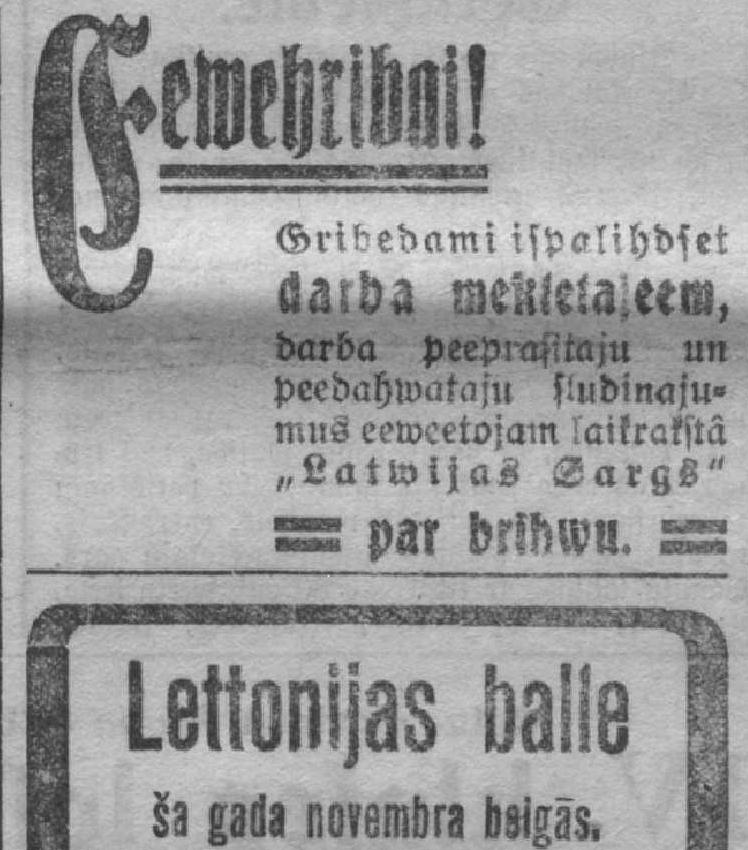 Eewehribai!
Gribedami ispalihdset
darba mekletajeem,
darba peeprasitaju un
peedahwataju sludinaju-
mus eeweetojam laikrakstâ
„Latwijas Sargs“
par brihwu.
Lettonijas balle
ša gada novembra beigās.